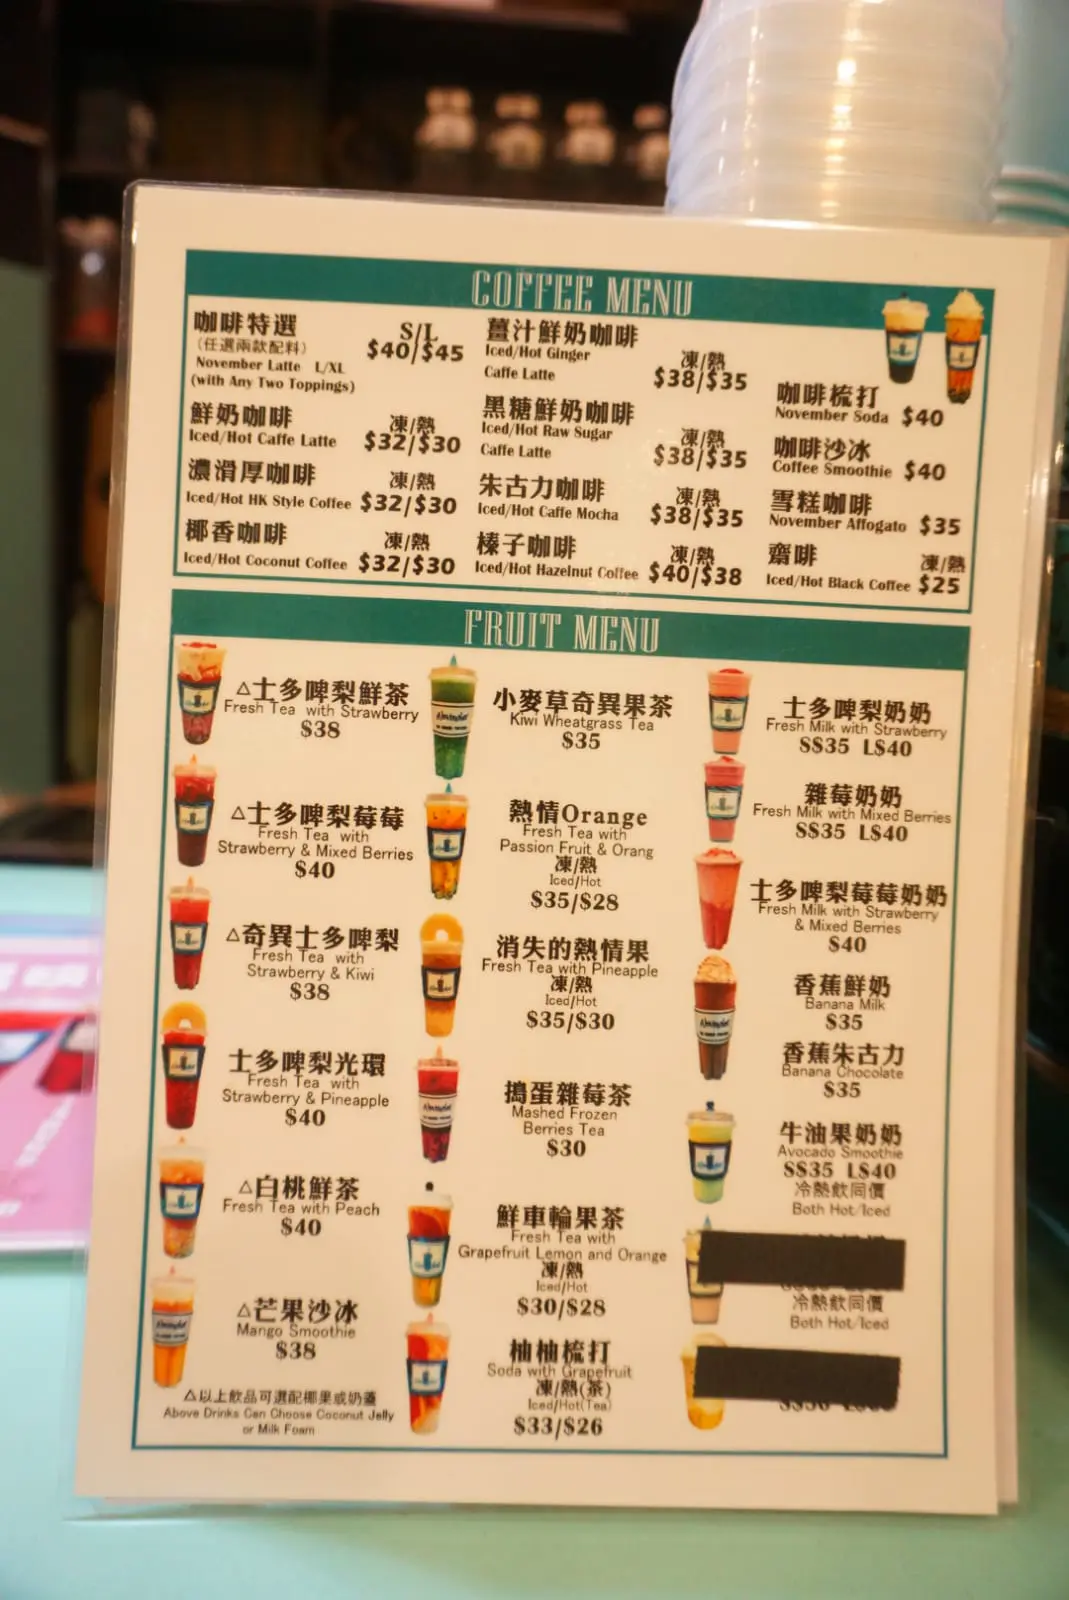 COFFEE MENU
咖啡特選
(任選兩款配料)
November Latte L/XL
(with Any Two Toppings)
S/L
$40/$45
鮮奶咖啡
Iced/Hot Caffe Latte
凍/熱
$32/$30
濃滑厚咖啡
Iced/Hot HK Style Coffee
凍/熱
$32/$30
椰香咖啡
Iced/Hot Coconut Coffee
凍/熱
$32/$30
薑汁鮮奶咖啡
Iced/Hot Ginger
Caffe Latte
凍/熱
$38/$35
黑糖鮮奶咖啡
Iced/Hot Raw Sugar
Caffe Latte
凍/熱
$38/$35
朱古力咖啡
Iced/Hot Caffe Mocha
凍/熱
$38/$35
榛子咖啡
Iced/Hot Hazelnut Coffee
凍/熱
$40/$38
咖啡梳打
November Soda $40
咖啡沙冰
Coffee Smoothie $40
雪糕咖啡
November Affogato $35
齋啡
Iced/Hot Black Coffee
凍/熱
$25
FRUIT MENU
△士多啤梨鮮茶
Fresh Tea with Strawberry
$38
△士多啤梨莓莓
Fresh Tea with
Strawberry & Mixed Berries
$40
△奇異士多啤梨
Fresh Tea with
Strawberry & Kiwi
$38
士多啤梨光環
Fresh Tea with
Strawberry & Pineapple
$40
△白桃鮮茶
Fresh Tea with Peach
$40
△芒果沙冰
Mango Smoothie
$38
△以上飲品可選配椰果或奶蓋
Above Drinks Can Choose Coconut Jelly
or Milk Foam
小麥草奇異果茶
Kiwi Wheatgrass Tea
$35
熱情Orange
Fresh Tea with
Passion Fruit & Orang
凍/熱
Iced/Hot
$35/$28
消失的熱情果
Fresh Tea with Pineapple
凍/熱
Iced/Hot
$35/$30
搗蛋雜莓茶
Mashed Frozen
Berries Tea
$30
鮮車輪果茶
Fresh Tea with
Grapefruit Lemon and Orange
凍/熱
Iced/Hot
$30/$28
柚柚梳打
Soda with Grapefruit
凍/熱(茶)
Iced/Hot(Tea)
$33/$26
士多啤梨奶奶
Fresh Milk with Strawberry
S$35 L$40
雜莓奶奶
Fresh Milk with Mixed Berries
S$35 L$40
士多啤梨莓莓奶奶
Fresh Milk with Strawberry
& Mixed Berries
$40
香蕉鮮奶
Banana Milk
$35
香蕉朱古力
Banana Chocolate
$35
牛油果奶奶
Avocado Smoothie
S$35 L$40
冷熱飲同價
Both Hot/Iced
冷熱飲同價
Both Hot/Iced